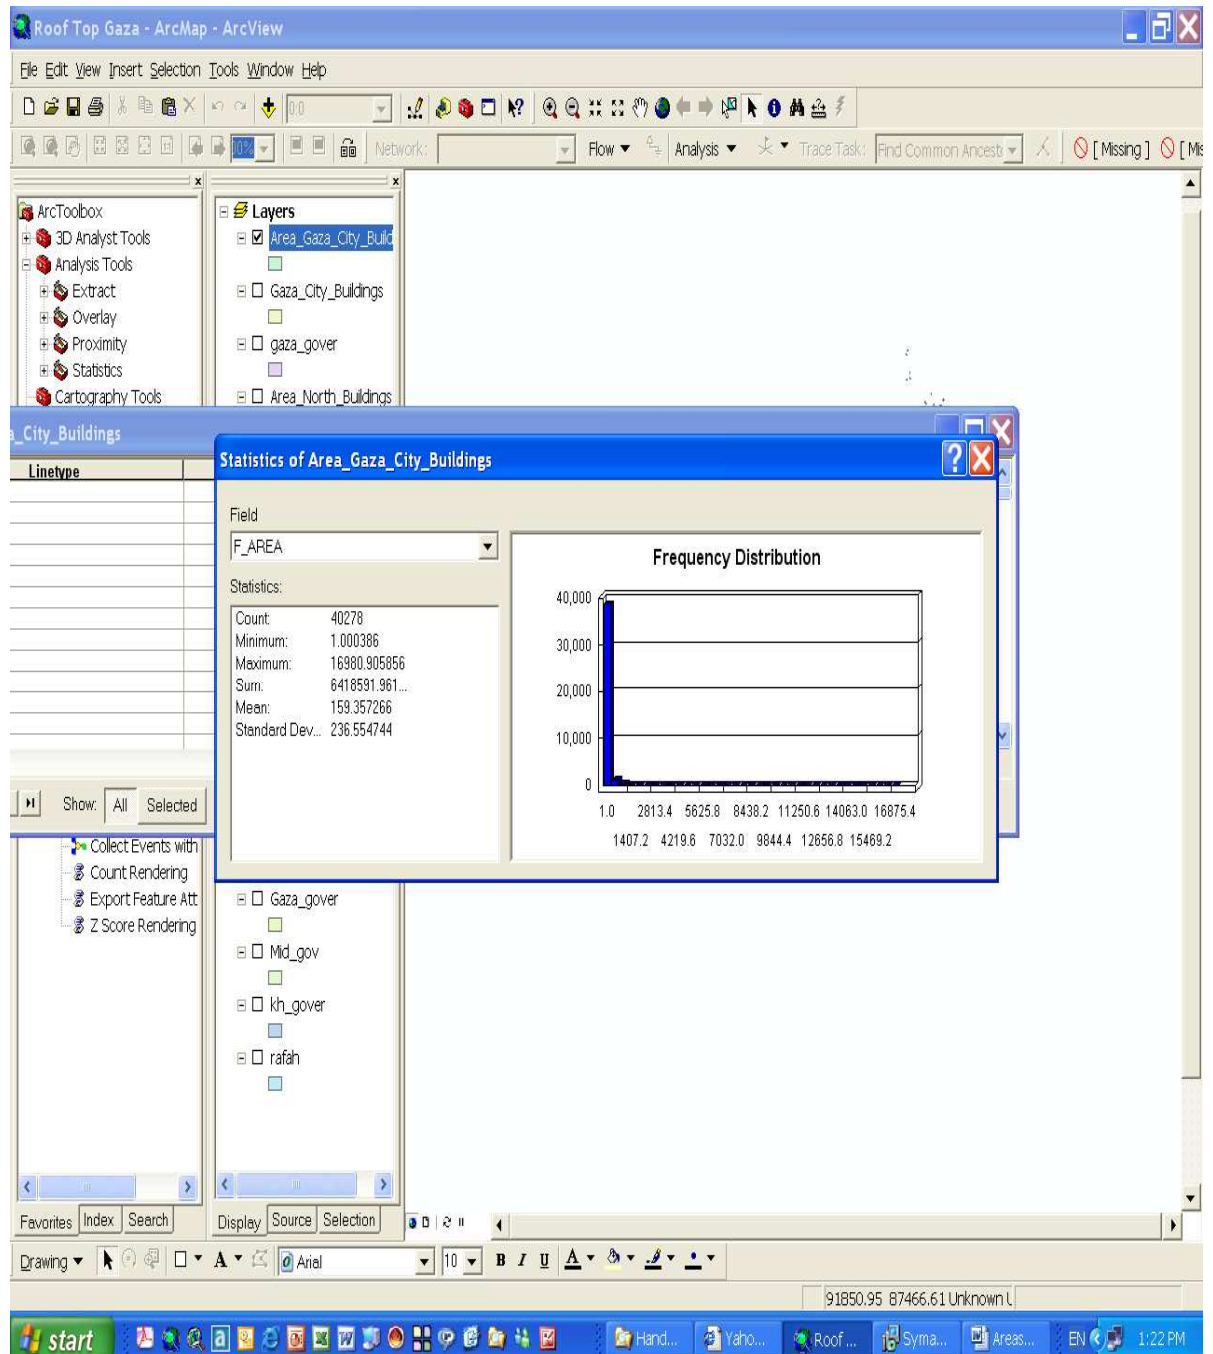 Roof Top Gaza - ArcMap - ArcView
File Edit View Insert Selection Tools Window Help
0.0
100% Network: Flow Analysis Trace Task: Find Common Ancest [ Missing ] [ Mis
ArcToolbox
3D Analyst Tools
Analysis Tools
Extract
Overlay
Proximity
Statistics
Cartography Tools
Layers
Area_Gaza_City_Build
Gaza_City_Buildings
gaza_gover
Area_North_Buildings
a_City_Buildings
Linetype
Statistics of Area_Gaza_City_Buildings
Field
F_AREA
Statistics:
Count: 40278
Minimum: 1.000386
Maximum: 16980.905856
Sum: 6418591.961...
Mean: 159.357266
Standard Dev... 236.554744
Frequency Distribution
40,000
30,000
20,000
10,000
0
1.0 2813.4 5625.8 8438.2 11250.6 14063.0 16875.4
1407.2 4219.6 7032.0 9844.4 12656.8 15469.2
Show: All Selected
Collect Events with
Count Rendering
Export Feature Att
Z Score Rendering
Gaza_gover
Mid_gov
kh_gover
rafah
Favorites Index Search
Display Source Selection
Drawing A Arial 10 B I U A
91850.95 87466.61 Unknown U
start Hand... Yaho... Roof ... Syma... Areas... EN 1:22 PM